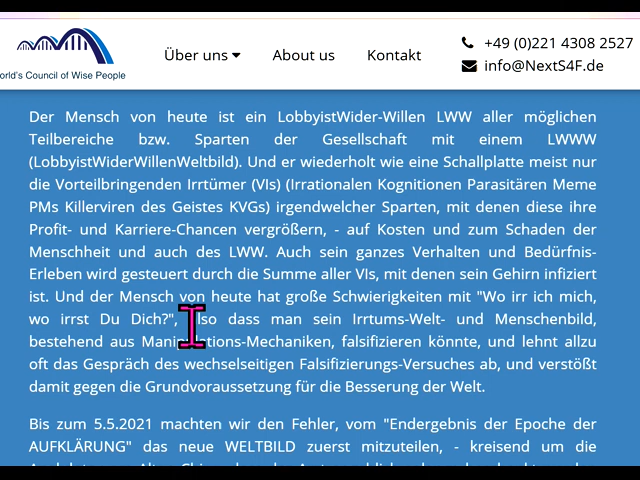 orld's Council of Wise People
Über uns
About us
Kontakt
+49 (0)221 4308 2527
info@NextS4F.de
Der Mensch von heute ist ein LobbyistWider-Willen LWW aller möglichen
Teilbereiche bzw. Sparten der Gesellschaft mit einem LWWW
(LobbyistWiderWillenWeltbild). Und er wiederholt wie eine Schallplatte meist nur
die Vorteilbringenden Irrtümer (VIs) (Irrationalen Kognitionen Parasitären Meme
PMs Killerviren des Geistes KVGs) irgendwelcher Sparten, mit denen diese ihre
Profit- und Karriere-Chancen vergrößern, - auf Kosten und zum Schaden der
Menschheit und auch des LWW. Auch sein ganzes Verhalten und Bedürfnis-
Erleben wird gesteuert durch die Summe aller VIs, mit denen sein Gehirn infiziert
ist. Und der Mensch von heute hat große Schwierigkeiten mit "Wo irr ich mich,
wo irrst Du Dich?", also dass man sein Irrtums-Welt- und Menschenbild,
bestehend aus Manipulations-Mechaniken, falsifizieren könnte, und lehnt allzu
oft das Gespräch des wechselseitigen Falsifizierungs-Versuches ab, und verstößt
damit gegen die Grundvoraussetzung für die Besserung der Welt.
Bis zum 5.5.2021 machten wir den Fehler, vom "Endergebnis der Epoche der
AUFKLÄRUNG" das neue WELTBILD zuerst mitzuteilen, - kreisend um die